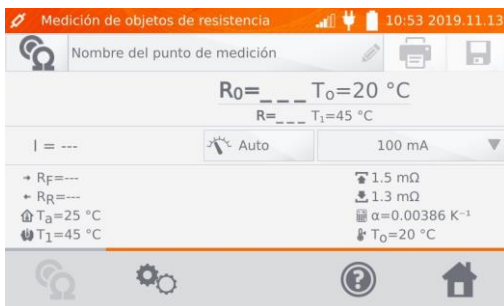 Medición de objetos de resistencia 10:53 2019.11.13
Nombre del punto de medición
R₀=_ _ _ Tₒ=20 °C
R=_ _ _ T₁=45 °C
I = --- Auto 100 mA
→ RF=--- 1.5 mΩ
← RR=--- 1.3 mΩ
Ta=25 °C α=0.00386 K⁻¹
T₁=45 °C Tₒ=20 °C